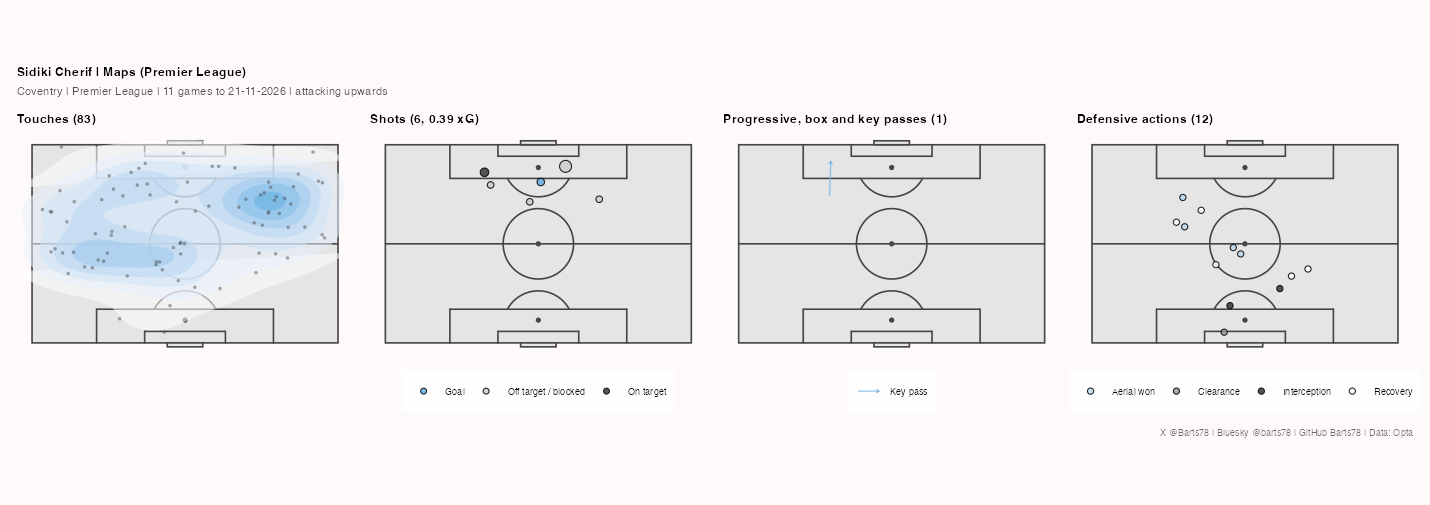 Sidiki Cherif | Maps (Premier League)
Coventry | Premier League | 11 games to 21-11-2026 | attacking upwards
Touches (83)
Shots (6, 0.39 xG)
Progressive, box and key passes (1)
Defensive actions (12)
Goal
Off target / blocked
On target
Key pass
Aerial won
Clearance
Interception
Recovery
X @Barts78 | Bluesky @barts78 | GitHub Barts78 | Data: Opta